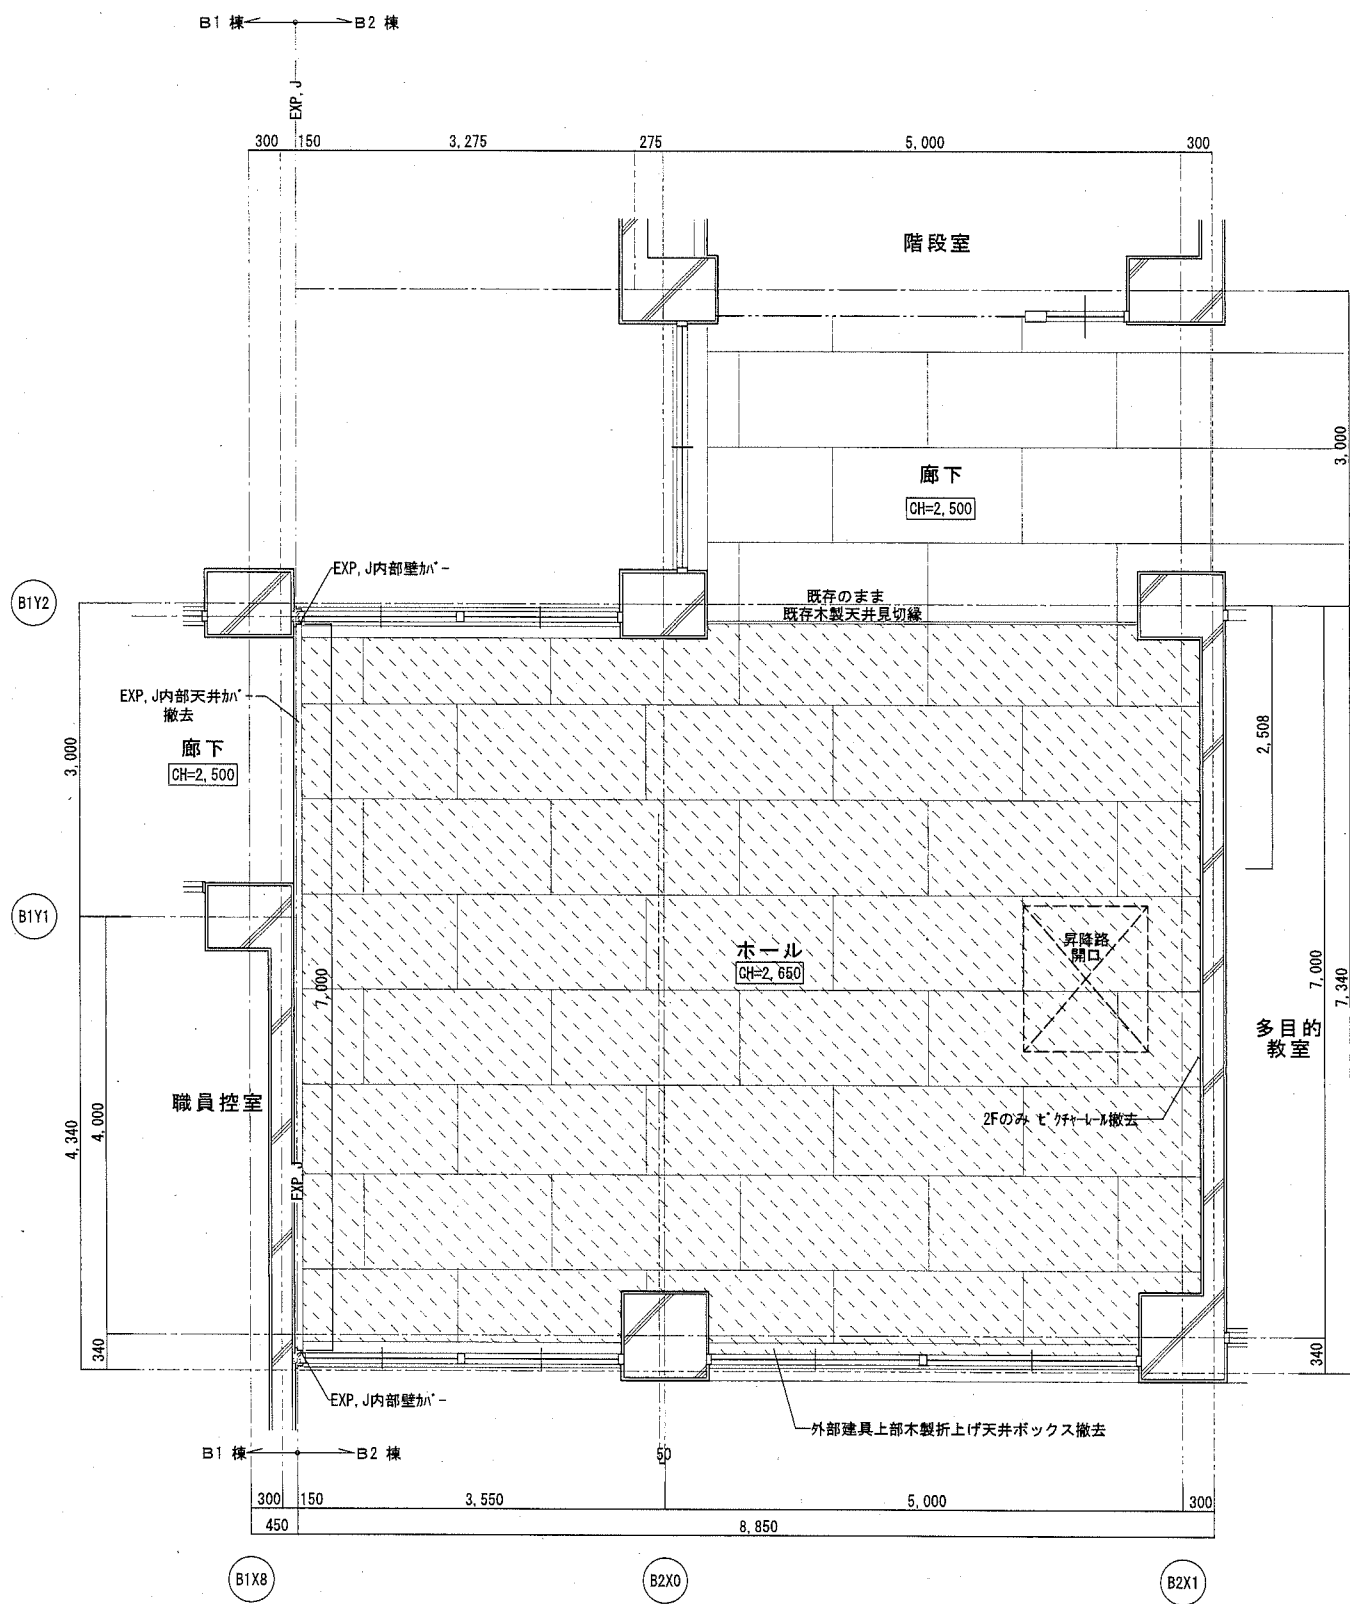 B1 棟
B2 棟
EXP, J
300
150
3, 275
275
5, 000
300
階段室
3, 000
廊下
CH=2, 500
EXP, J内部壁ｶﾊﾞｰ
B1Y2
既存のまま
既存木製天井見切縁
EXP, J内部天井ｶﾊﾞｰ
撤去
廊下
CH=2, 500
3, 000
2, 508
B1Y1
ホール
CH=2, 650
昇降路
開口
7, 000
7, 000
7, 340
多目的
教室
職員控室
4, 340
4, 000
2Fのみ ﾋﾟｸﾁｬｰﾚｰﾙ撤去
EXP, J
340
340
EXP, J内部壁ｶﾊﾞｰ
外部建具上部木製折上げ天井ボックス撤去
B1 棟
B2 棟
50
300
150
3, 550
5, 000
300
450
8, 850
B1X8
B2X0
B2X1